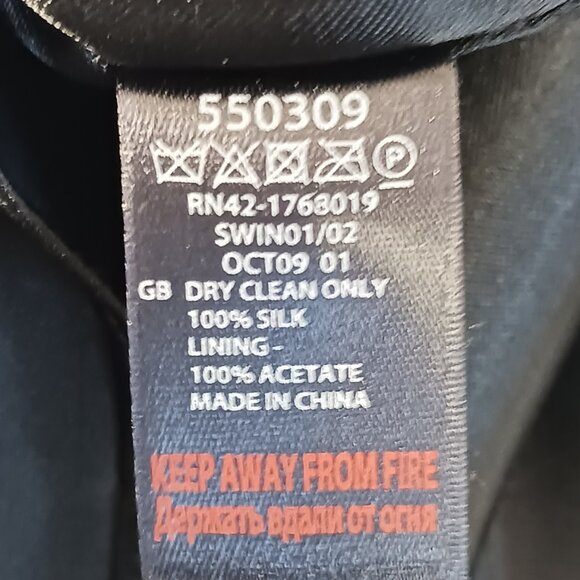 550309
P
RN42-1768019
SWIN01/02
OCT09 01
GB DRY CLEAN ONLY
100% SILK
LINING -
100% ACETATE
MADE IN CHINA
KEEP AWAY FROM FIRE
Держать вдали от огня